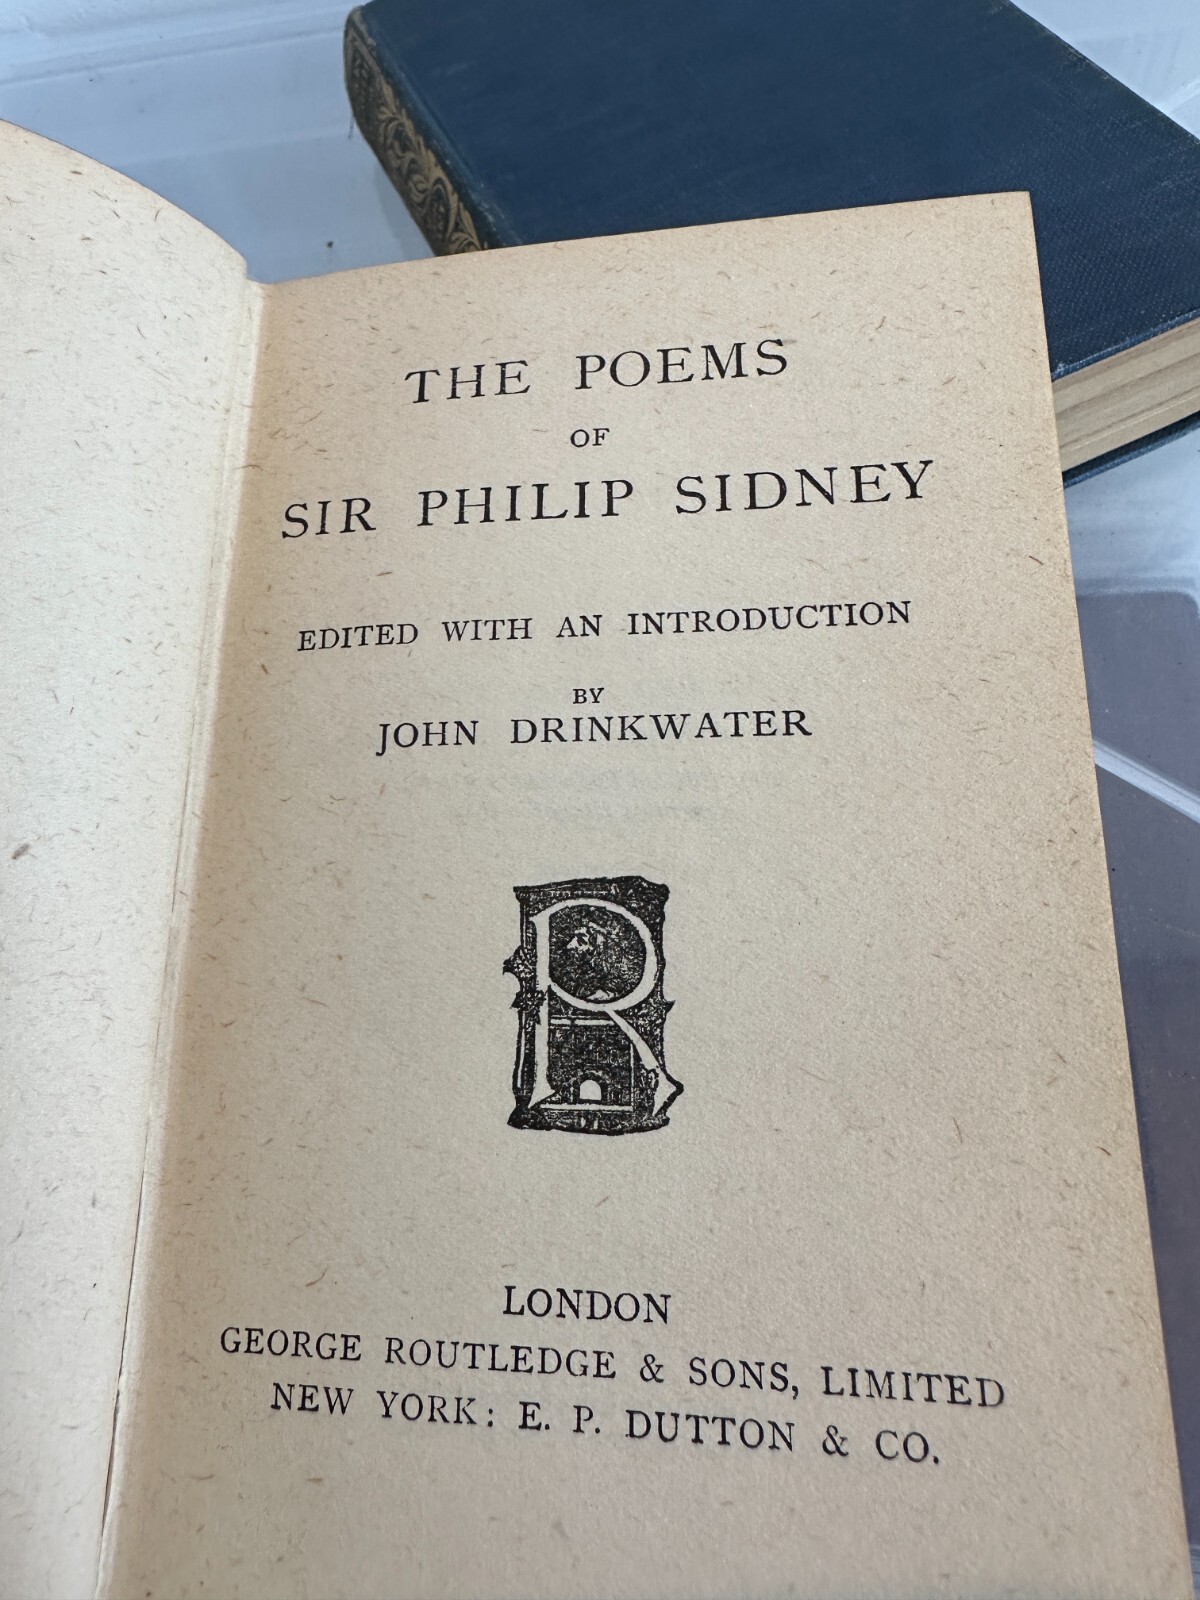 THE POEMS
OF
SIR PHILIP SIDNEY
EDITED WITH AN INTRODUCTION
BY
JOHN DRINKWATER
R
LONDON
GEORGE ROUTLEDGE & SONS, LIMITED
NEW YORK: E. P. DUTTON & CO.